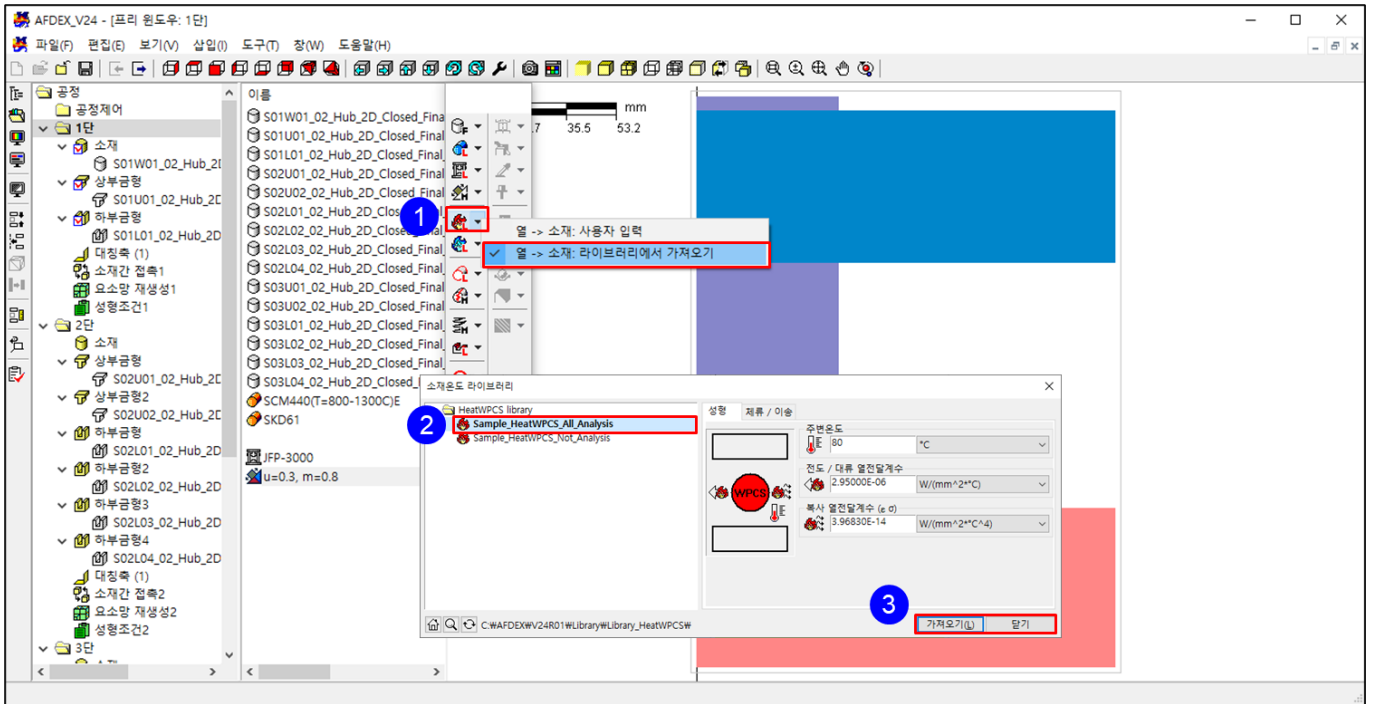 AFDEX_V24 - [프리 윈도우: 1단]
파일(F) 편집(E) 보기(V) 삽입(I) 도구(T) 창(W) 도움말(H)
공정
공정제어
1단
소재
S01W01_02_Hub_2D
상부금형
S01U01_02_Hub_2D
하부금형
S01L01_02_Hub_2D
대칭축 (1)
소재간 접촉1
요소망 재생성1
성형조건1
2단
소재
상부금형
S02U01_02_Hub_2D
상부금형2
S02U02_02_Hub_2D
하부금형
S02L01_02_Hub_2D
하부금형2
S02L02_02_Hub_2D
하부금형3
S02L03_02_Hub_2D
하부금형4
S02L04_02_Hub_2D
대칭축 (1)
소재간 접촉2
요소망 재생성2
성형조건2
3단
이름
S01W01_02_Hub_2D_Closed_Fina
S01U01_02_Hub_2D_Closed_Final
S01L01_02_Hub_2D_Closed_Final_
S02U01_02_Hub_2D_Closed_Final
S02U02_02_Hub_2D_Closed_Final
S02L01_02_Hub_2D_Clos
S02L02_02_Hub_2D_Closed_Final_
S02L03_02_Hub_2D_Closed_Final_
S02L04_02_Hub_2D_Closed_Final_
S03U01_02_Hub_2D_Closed_Final
S03U02_02_Hub_2D_Closed_Final
S03L01_02_Hub_2D_Closed_Final_
S03L02_02_Hub_2D_Closed_Final_
S03L03_02_Hub_2D_Closed_Final_
S03L04_02_Hub_2D_Closed_F
SCM440(T=800-1300C)E
SKD61
JFP-3000
u=0.3, m=0.8
mm
.7 35.5 53.2
1
열 -> 소재: 사용자 입력
열 -> 소재: 라이브러리에서 가져오기
소재온도 라이브러리
HeatWPCS library
2
Sample_HeatWPCS_All_Analysis
Sample_HeatWPCS_Not_Analysis
C:₩AFDEX₩V24R01₩Library₩Library_HeatWPCS₩
성형 체류 / 이송
WPCS
E
주변온도
E 80 °C
전도 / 대류 열전달계수
2.95000E-06 W/(mm^2*°C)
복사 열전달계수 (ε σ)
3.96830E-14 W/(mm^2*°C^4)
3
가져오기(L) 닫기